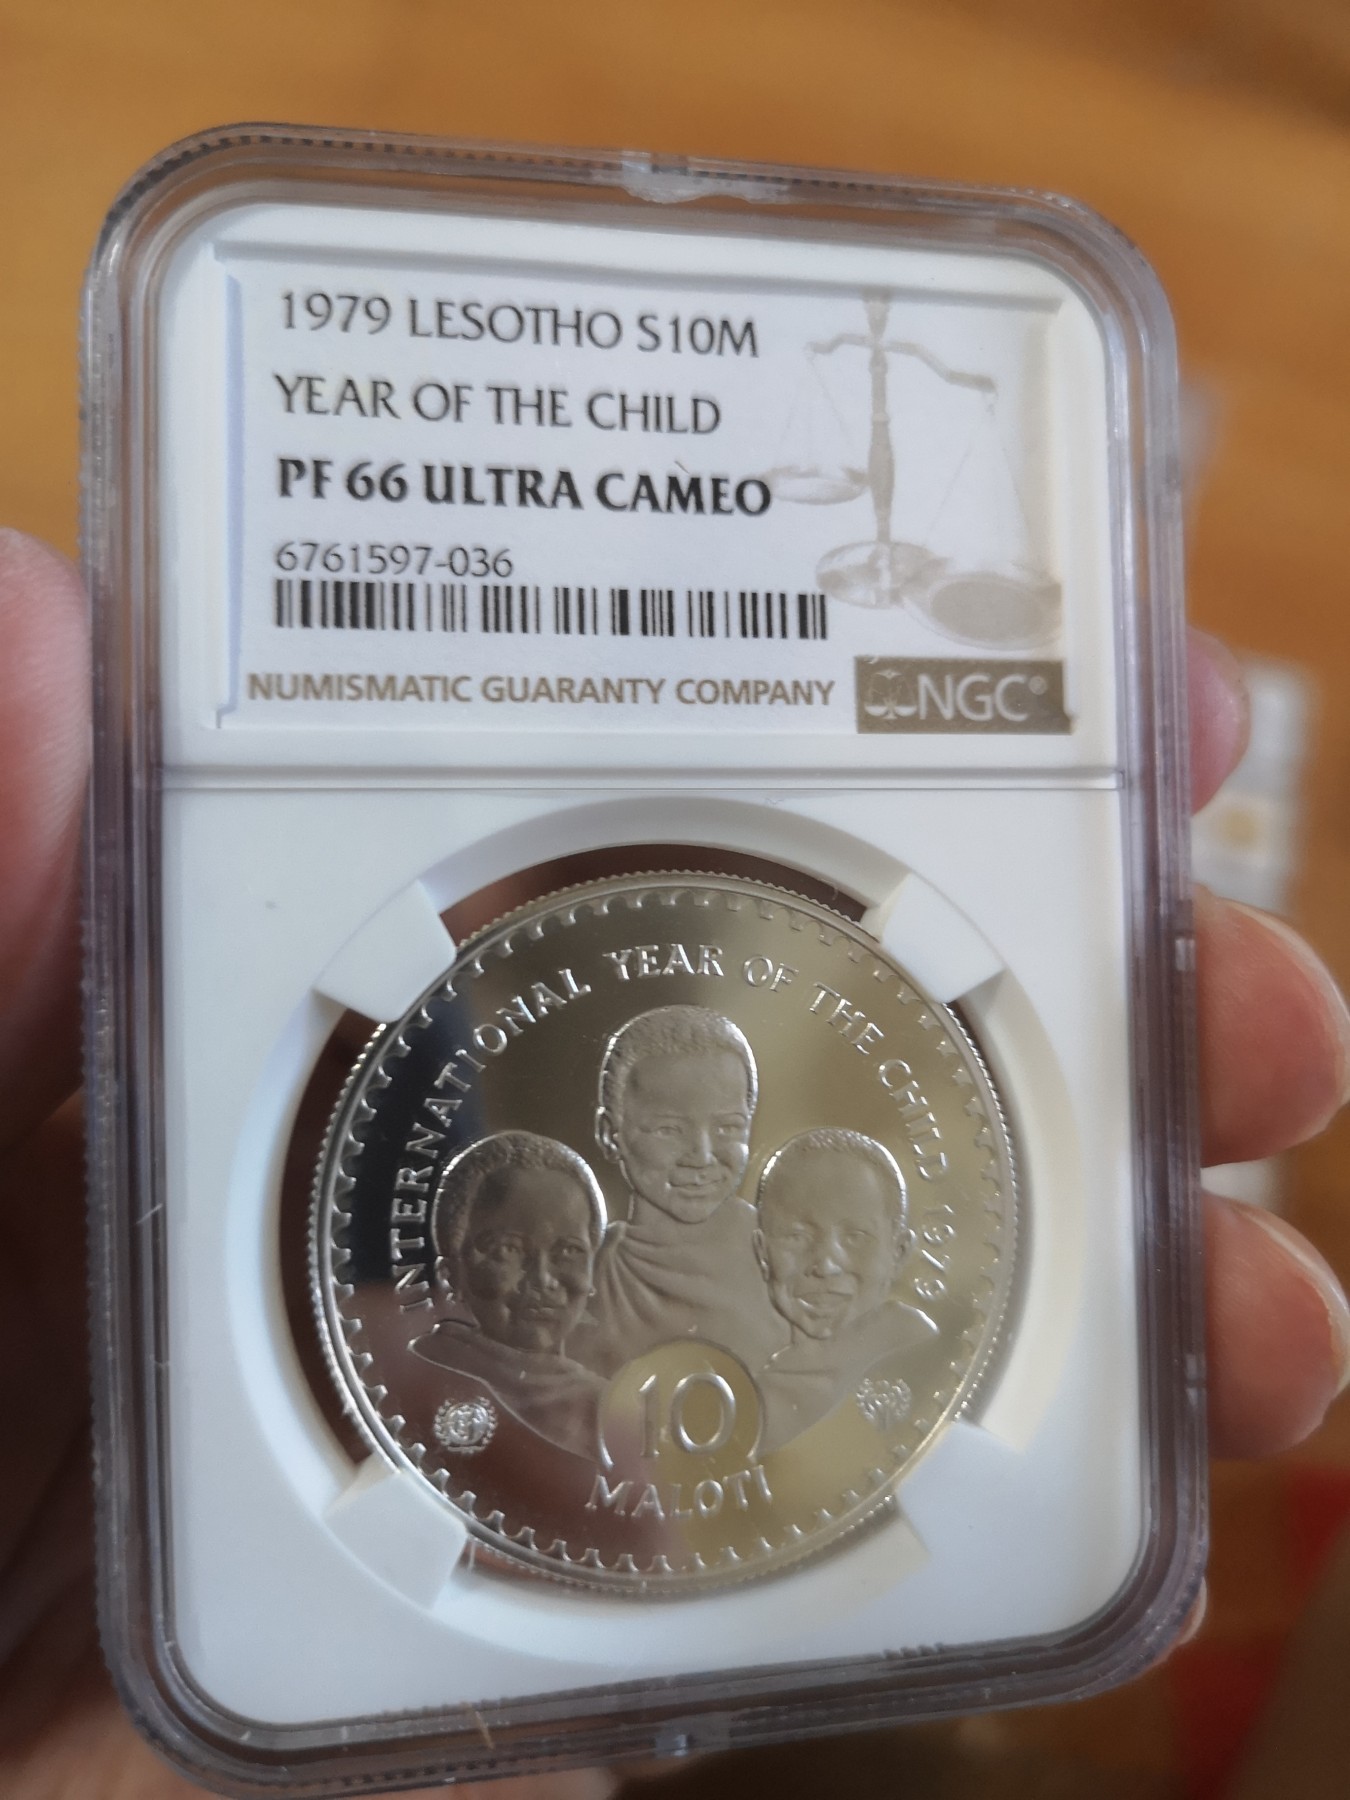 1979 LESOTHO S10M
YEAR OF THE CHILD
PF 66 ULTRA CAMEO
6761597-036
NUMISMATIC GUARANTY COMPANY
NGC®
INTERNATIONAL YEAR OF THE CHILD 1979
10
MALOTI